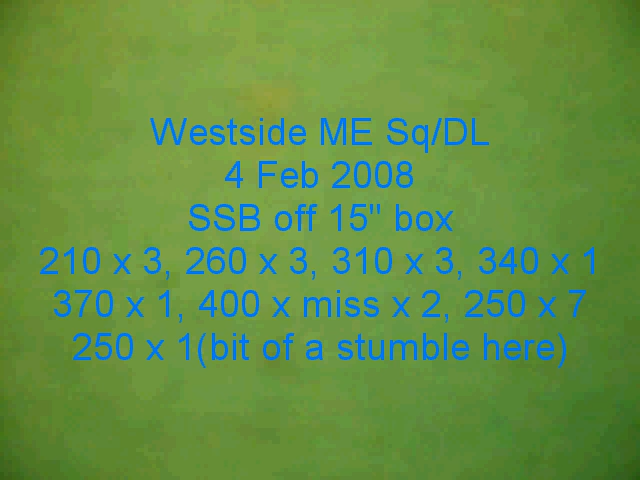 Westside ME Sq/DL
4 Feb 2008
SSB off 15" box
210 x 3, 260 x 3, 310 x 3, 340 x 1
370 x 1, 400 x miss x 2, 250 x 7
250 x 1(bit of a stumble here)